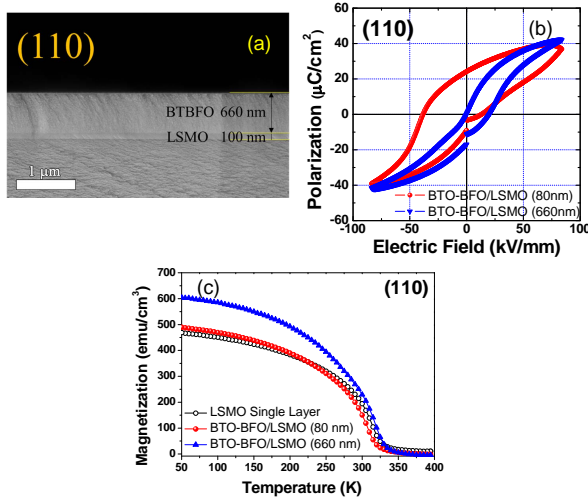 (110)
(a)
BTBFO 660 nm
LSMO 100 nm
1 μm
(110)
(b)
Polarization (μC/cm²)
60
40
20
0
-20
-40
60
-100 -50 0 50 100
BTO-BFO/LSMO (80nm)
BTO-BFO/LSMO (660nm)
Electric Field (kV/mm)
(c)
(110)
Magnetization (emu/cm³)
700
600
500
400
300
200
100
0
LSMO Single Layer
BTO-BFO/LSMO (80 nm)
BTO-BFO/LSMO (660 nm)
50 100 150 200 250 300 350 400
Temperature (K)